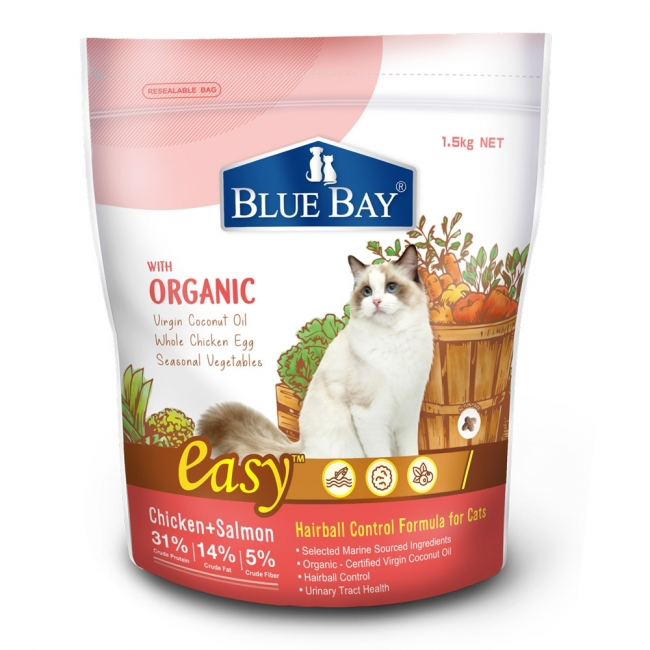 RESEALABLE BAG
1.5kg NET
BLUE BAY®
WITH
ORGANIC
Virgin Coconut Oil
Whole Chicken Egg
Seasonal Vegetables
easy™
Chicken+Salmon
31% | 14% | 5%
Crude Protein Crude Fat Crude Fiber
Hairball Control Formula for Cats
• Selected Marine Sourced Ingredients
• Organic - Certified Virgin Coconut Oil
• Hairball Control
• Urinary Tract Health